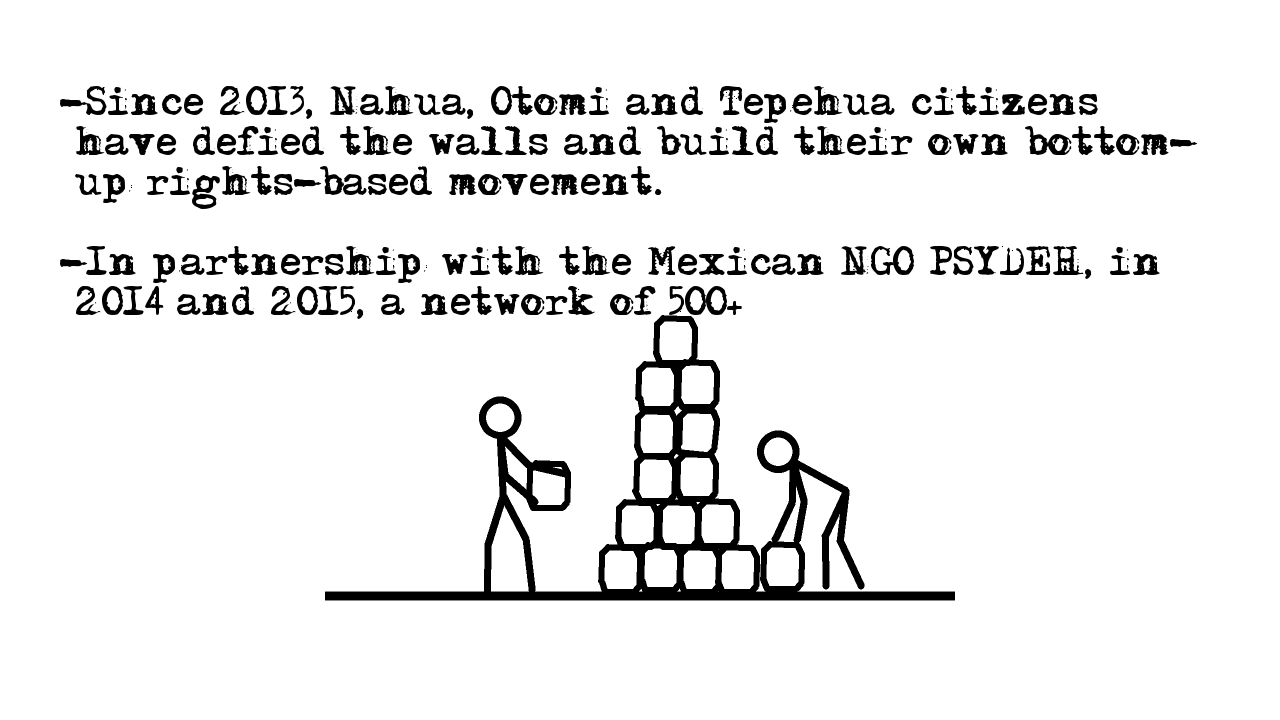 -Since 2013, Nahua, Otomi and Tepehua citizens
have defied the walls and build their own bottom-
up rights-based movement.
-In partnership with the Mexican NGO PSYDEH, in
2014 and 2015, a network of 500+